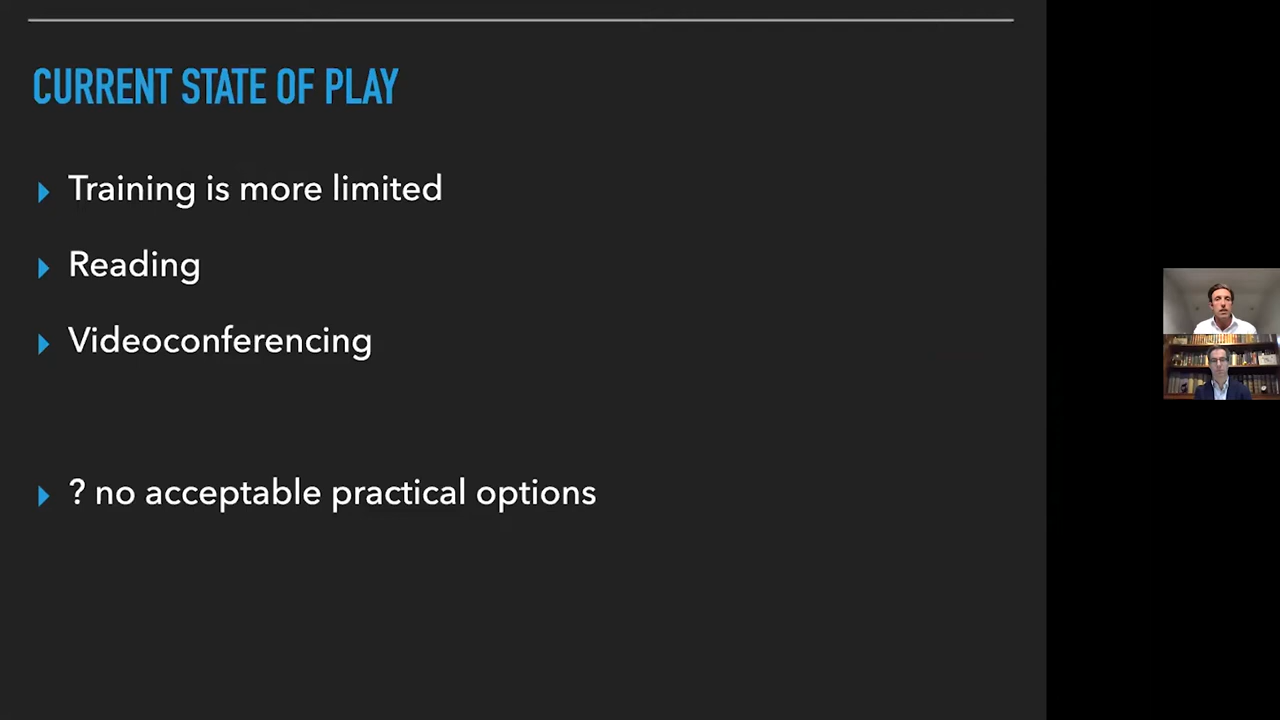 CURRENT STATE OF PLAY
Training is more limited
Reading
Videoconferencing
? no acceptable practical options